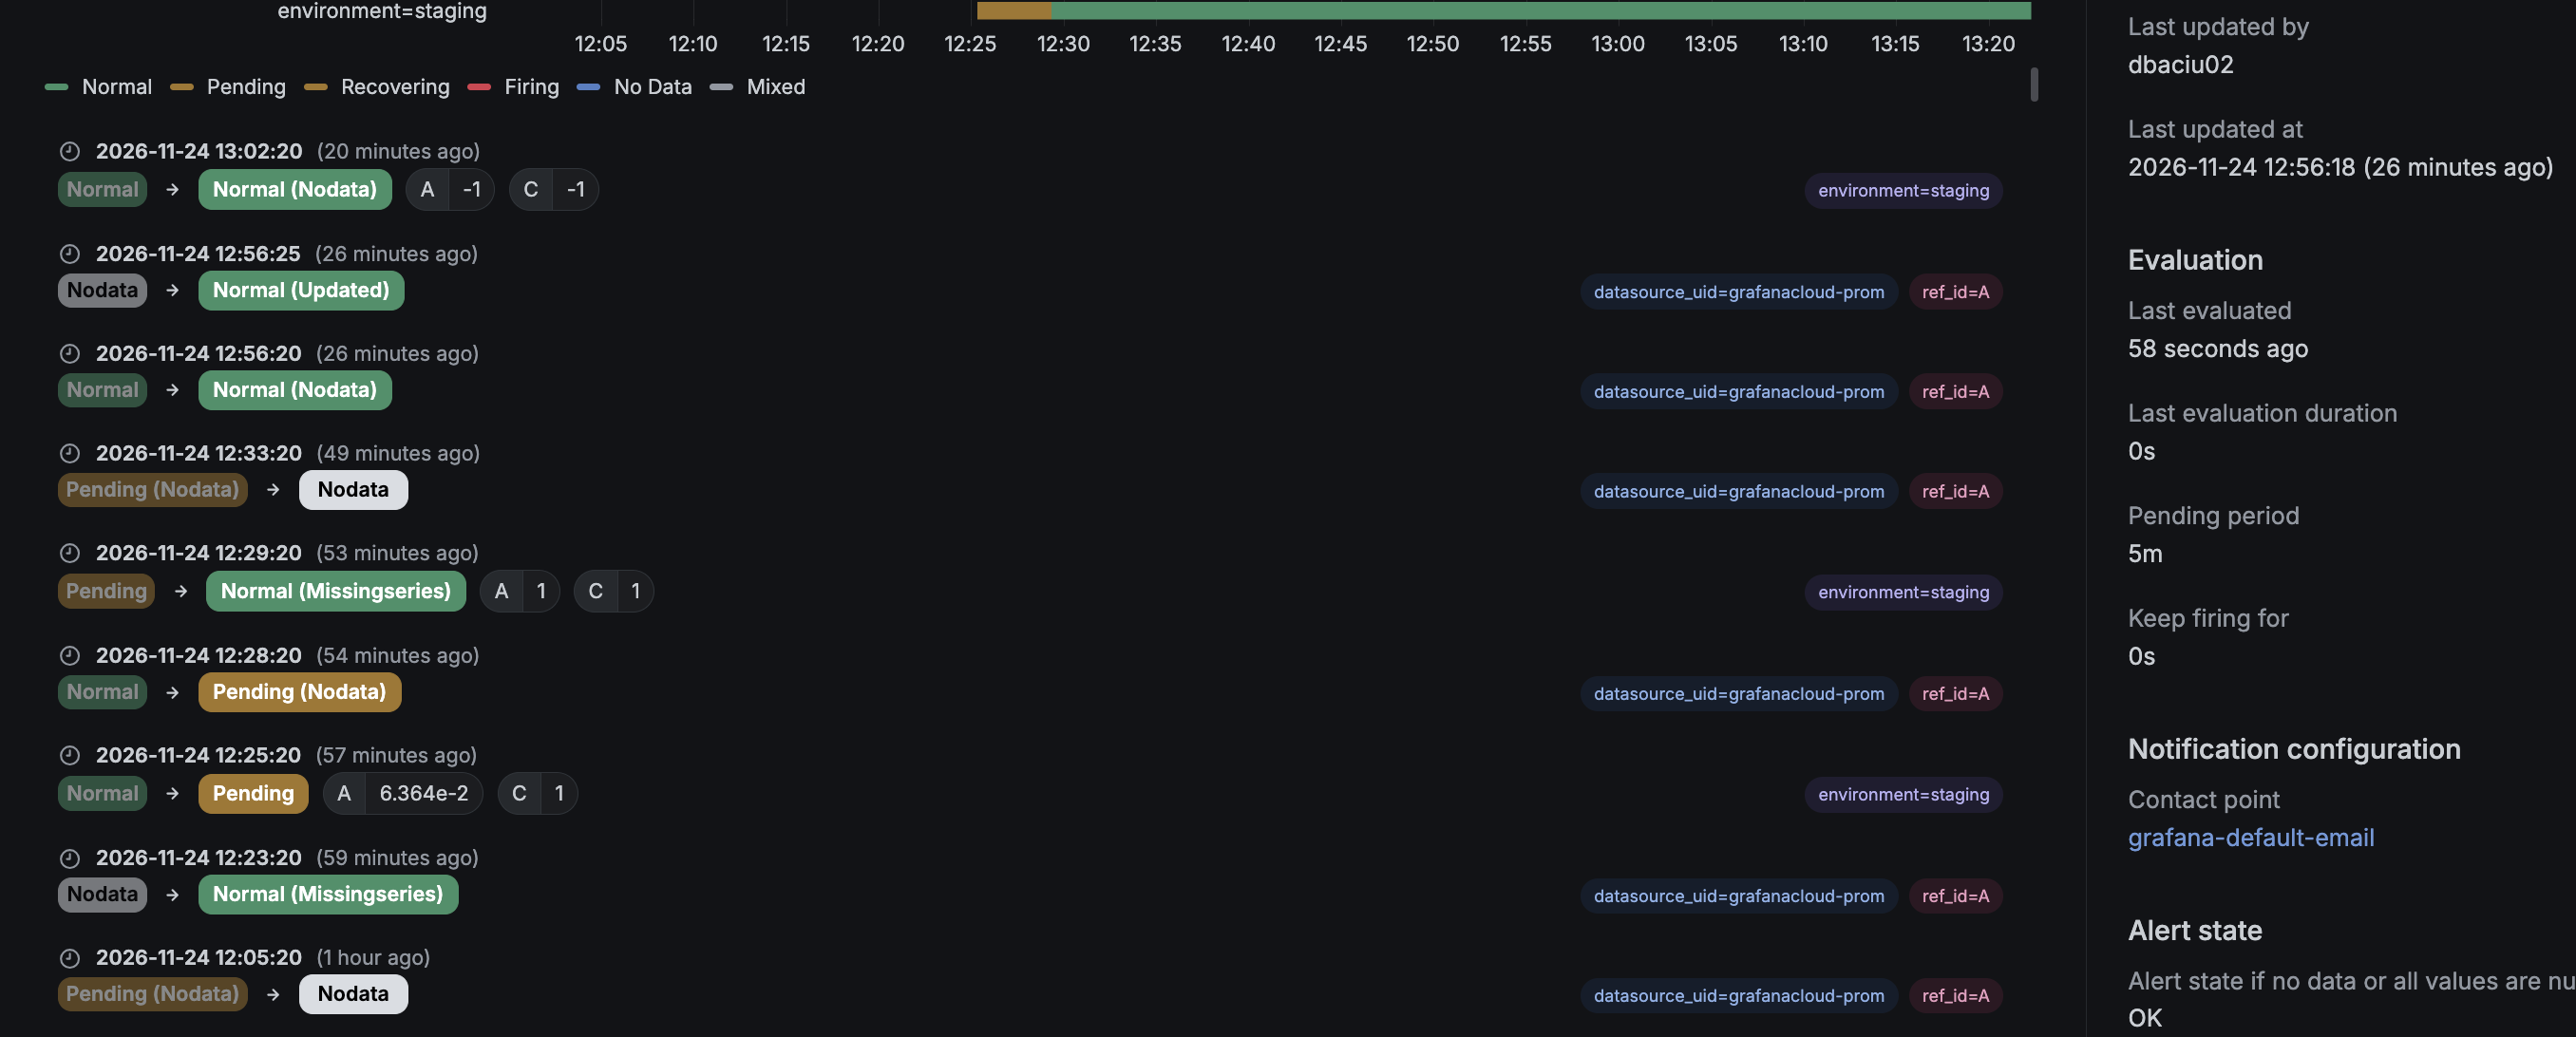 environment=staging
12:05 12:10 12:15 12:20 12:25 12:30 12:35 12:40 12:45 12:50 12:55 13:00 13:05 13:10 13:15 13:20
Normal Pending Recovering Firing No Data Mixed
2026-11-24 13:02:20 (20 minutes ago)
Normal → Normal (Nodata) A -1 C -1 environment=staging
2026-11-24 12:56:25 (26 minutes ago)
Nodata → Normal (Updated) datasource_uid=grafanacloud-prom ref_id=A
2026-11-24 12:56:20 (26 minutes ago)
Normal → Normal (Nodata) datasource_uid=grafanacloud-prom ref_id=A
2026-11-24 12:33:20 (49 minutes ago)
Pending (Nodata) → Nodata datasource_uid=grafanacloud-prom ref_id=A
2026-11-24 12:29:20 (53 minutes ago)
Pending → Normal (Missingseries) A 1 C 1 environment=staging
2026-11-24 12:28:20 (54 minutes ago)
Normal → Pending (Nodata) datasource_uid=grafanacloud-prom ref_id=A
2026-11-24 12:25:20 (57 minutes ago)
Normal → Pending A 6.364e-2 C 1 environment=staging
2026-11-24 12:23:20 (59 minutes ago)
Nodata → Normal (Missingseries) datasource_uid=grafanacloud-prom ref_id=A
2026-11-24 12:05:20 (1 hour ago)
Pending (Nodata) → Nodata datasource_uid=grafanacloud-prom ref_id=A
Last updated by
dbaciu02
Last updated at
2026-11-24 12:56:18 (26 minutes ago)
Evaluation
Last evaluated
58 seconds ago
Last evaluation duration
0s
Pending period
5m
Keep firing for
0s
Notification configuration
Contact point
grafana-default-email
Alert state
Alert state if no data or all values are nu
OK